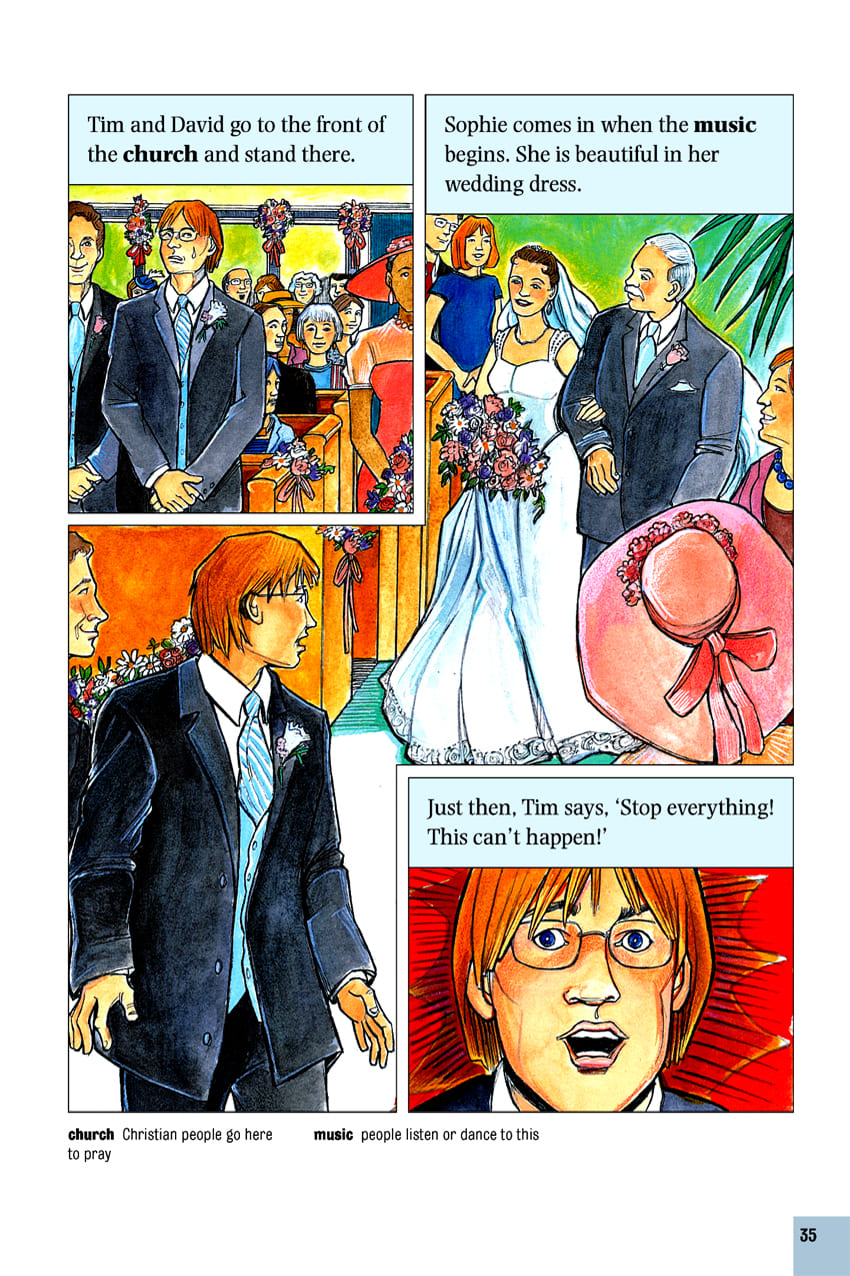 Tim and David go to the front of
the church and stand there.
Sophie comes in when the music
begins. She is beautiful in her
wedding dress.
Just then, Tim says, ‘Stop everything!
This can’t happen!’
church Christian people go here
to pray
music people listen or dance to this
35